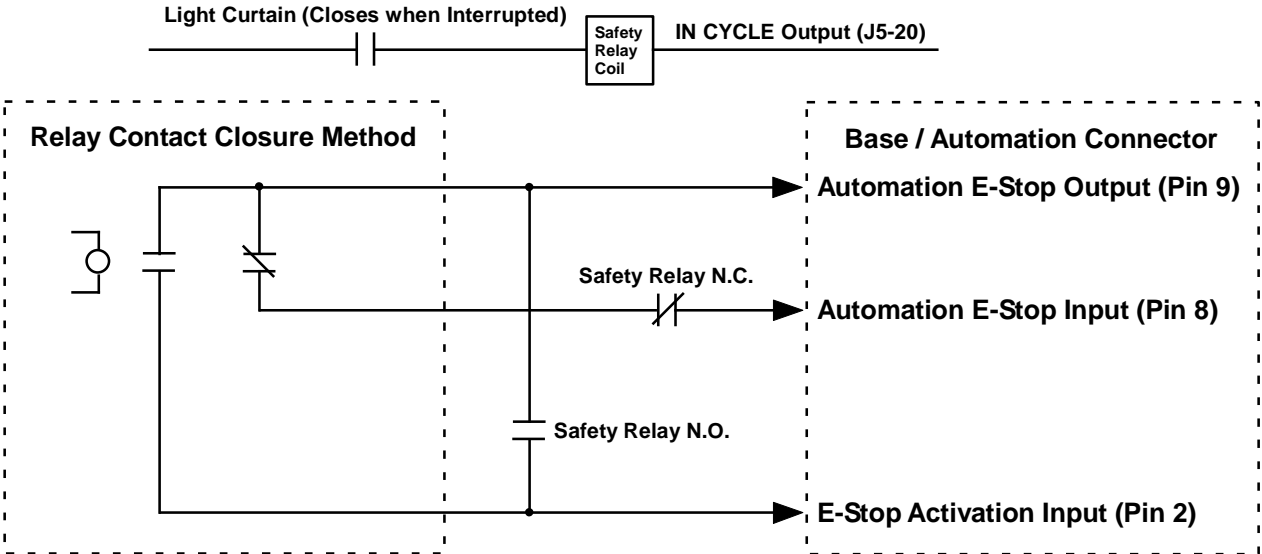 Light Curtain (Closes when Interrupted)
Safety
Relay
Coil
IN CYCLE Output (J5-20)
Relay Contact Closure Method
Base / Automation Connector
Automation E-Stop Output (Pin 9)
Safety Relay N.C.
Automation E-Stop Input (Pin 8)
Safety Relay N.O.
E-Stop Activation Input (Pin 2)